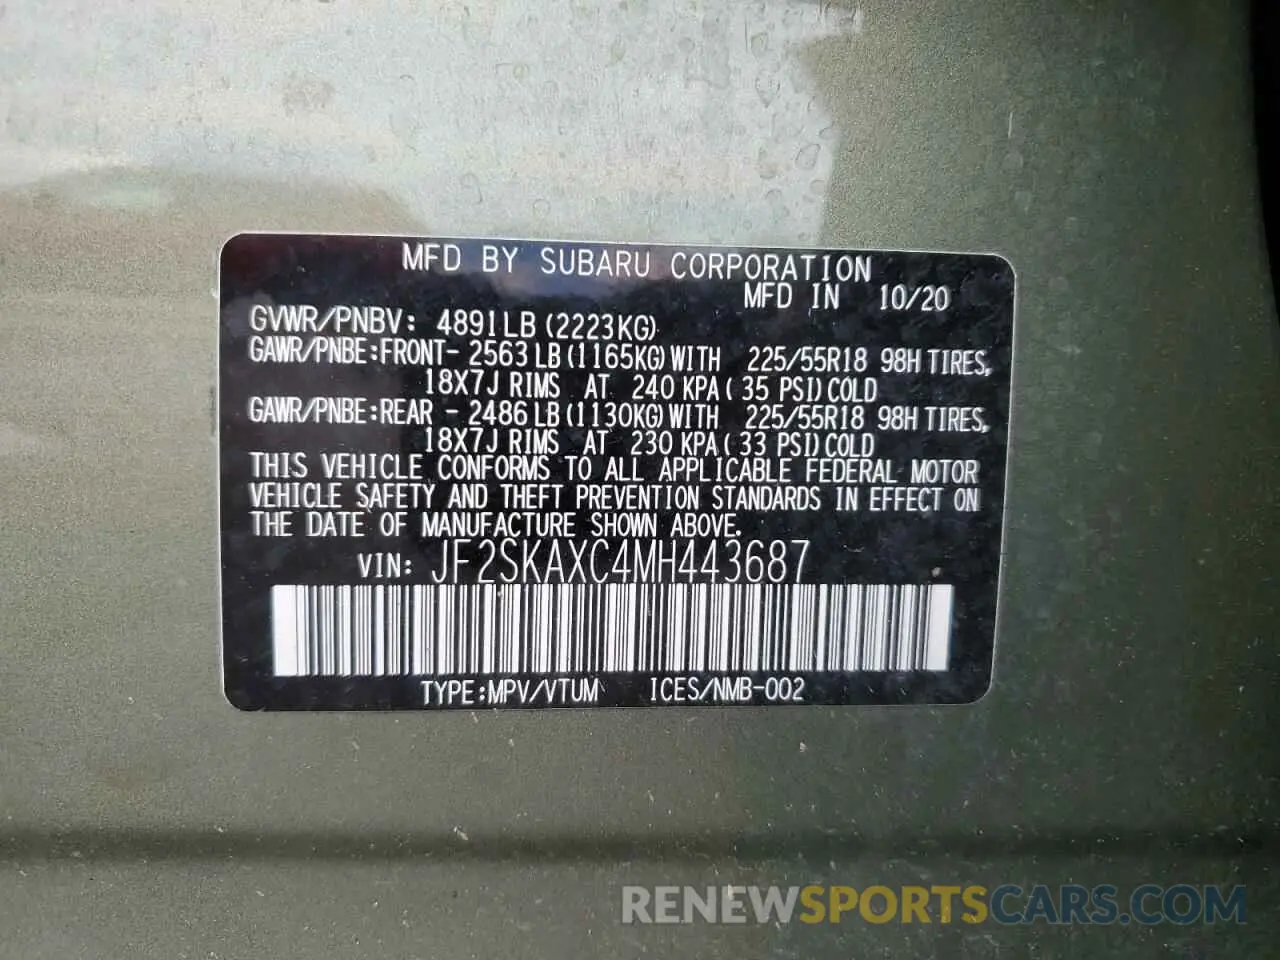 MFD BY SUBARU CORPORATION
MFD IN 10/20
GVWR/PNBV: 4891LB (2223KG)
GAWR/PNBE:FRONT- 2563LB(1165KG)WITH 225/55R18 98H TIRES,
18X7J RIMS AT 240 KPA( 35 PSI)COLD
GAWR/PNBE:REAR - 2486LB(1130KG)WITH 225/55R18 98H TIRES,
18X7J RIMS AT 230 KPA( 33 PSI)COLD
THIS VEHICLE CONFORMS TO ALL APPLICABLE FEDERAL MOTOR
VEHICLE SAFETY AND THEFT PREVENTION STANDARDS IN EFFECT ON
THE DATE OF MANUFACTURE SHOWN ABOVE.
VIN: JF2SKAXC4MH443687
TYPE:MPV/VTUM ICES/NMB-002
RENEWSPORTSCARS.COM